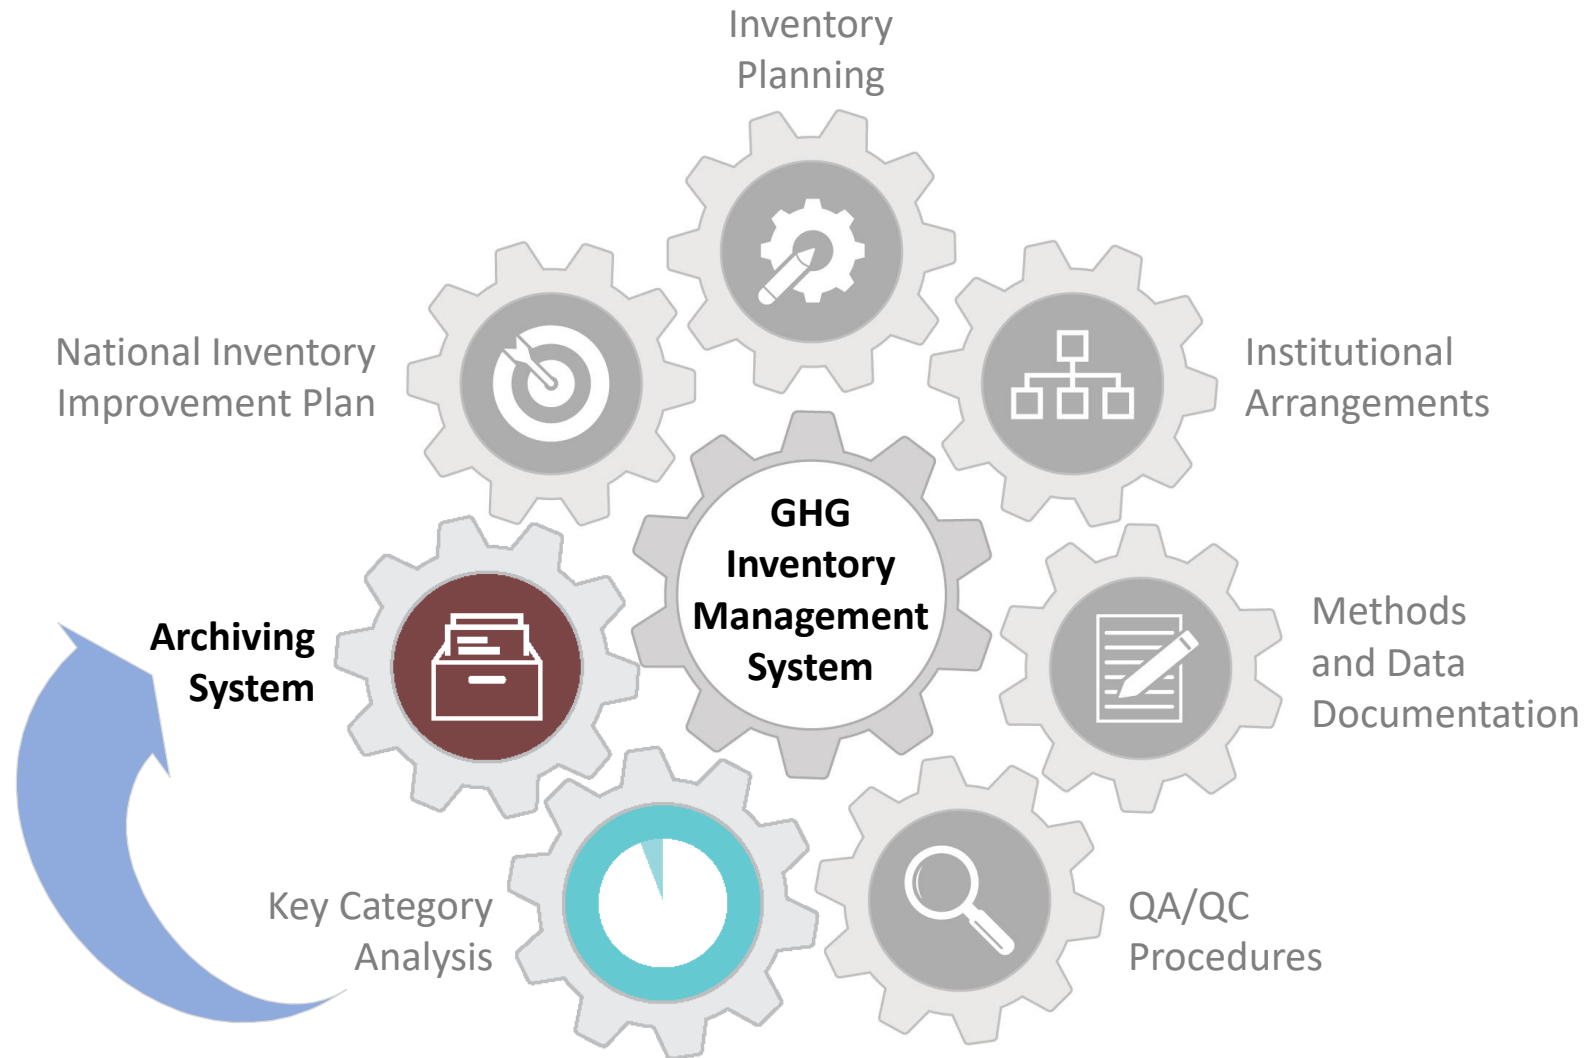 Inventory
Planning
National Inventory
Improvement Plan
Institutional
Arrangements
GHG
Inventory
Management
System
Archiving
System
Methods
and Data
Documentation
Key Category
Analysis
QA/QC
Procedures